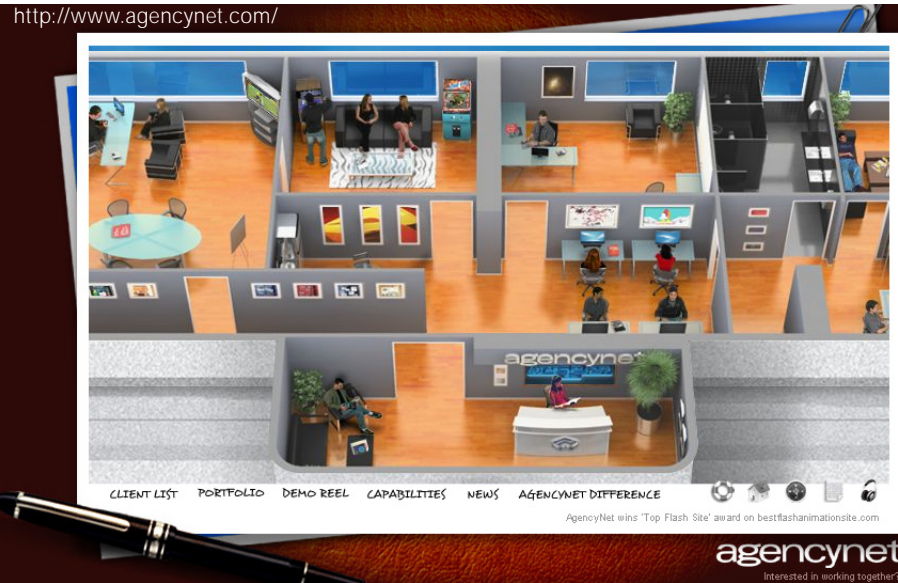 http://www.agencynet.com/
agencynet
CLIENT LIST PORTFOLIO DEMO REEL CAPABILITIES NEWS AGENCYNET DIFFERENCE
AgencyNet wins 'Top Flash Site' award on bestflashanimationsite.com
agencynet
Interested in working together?